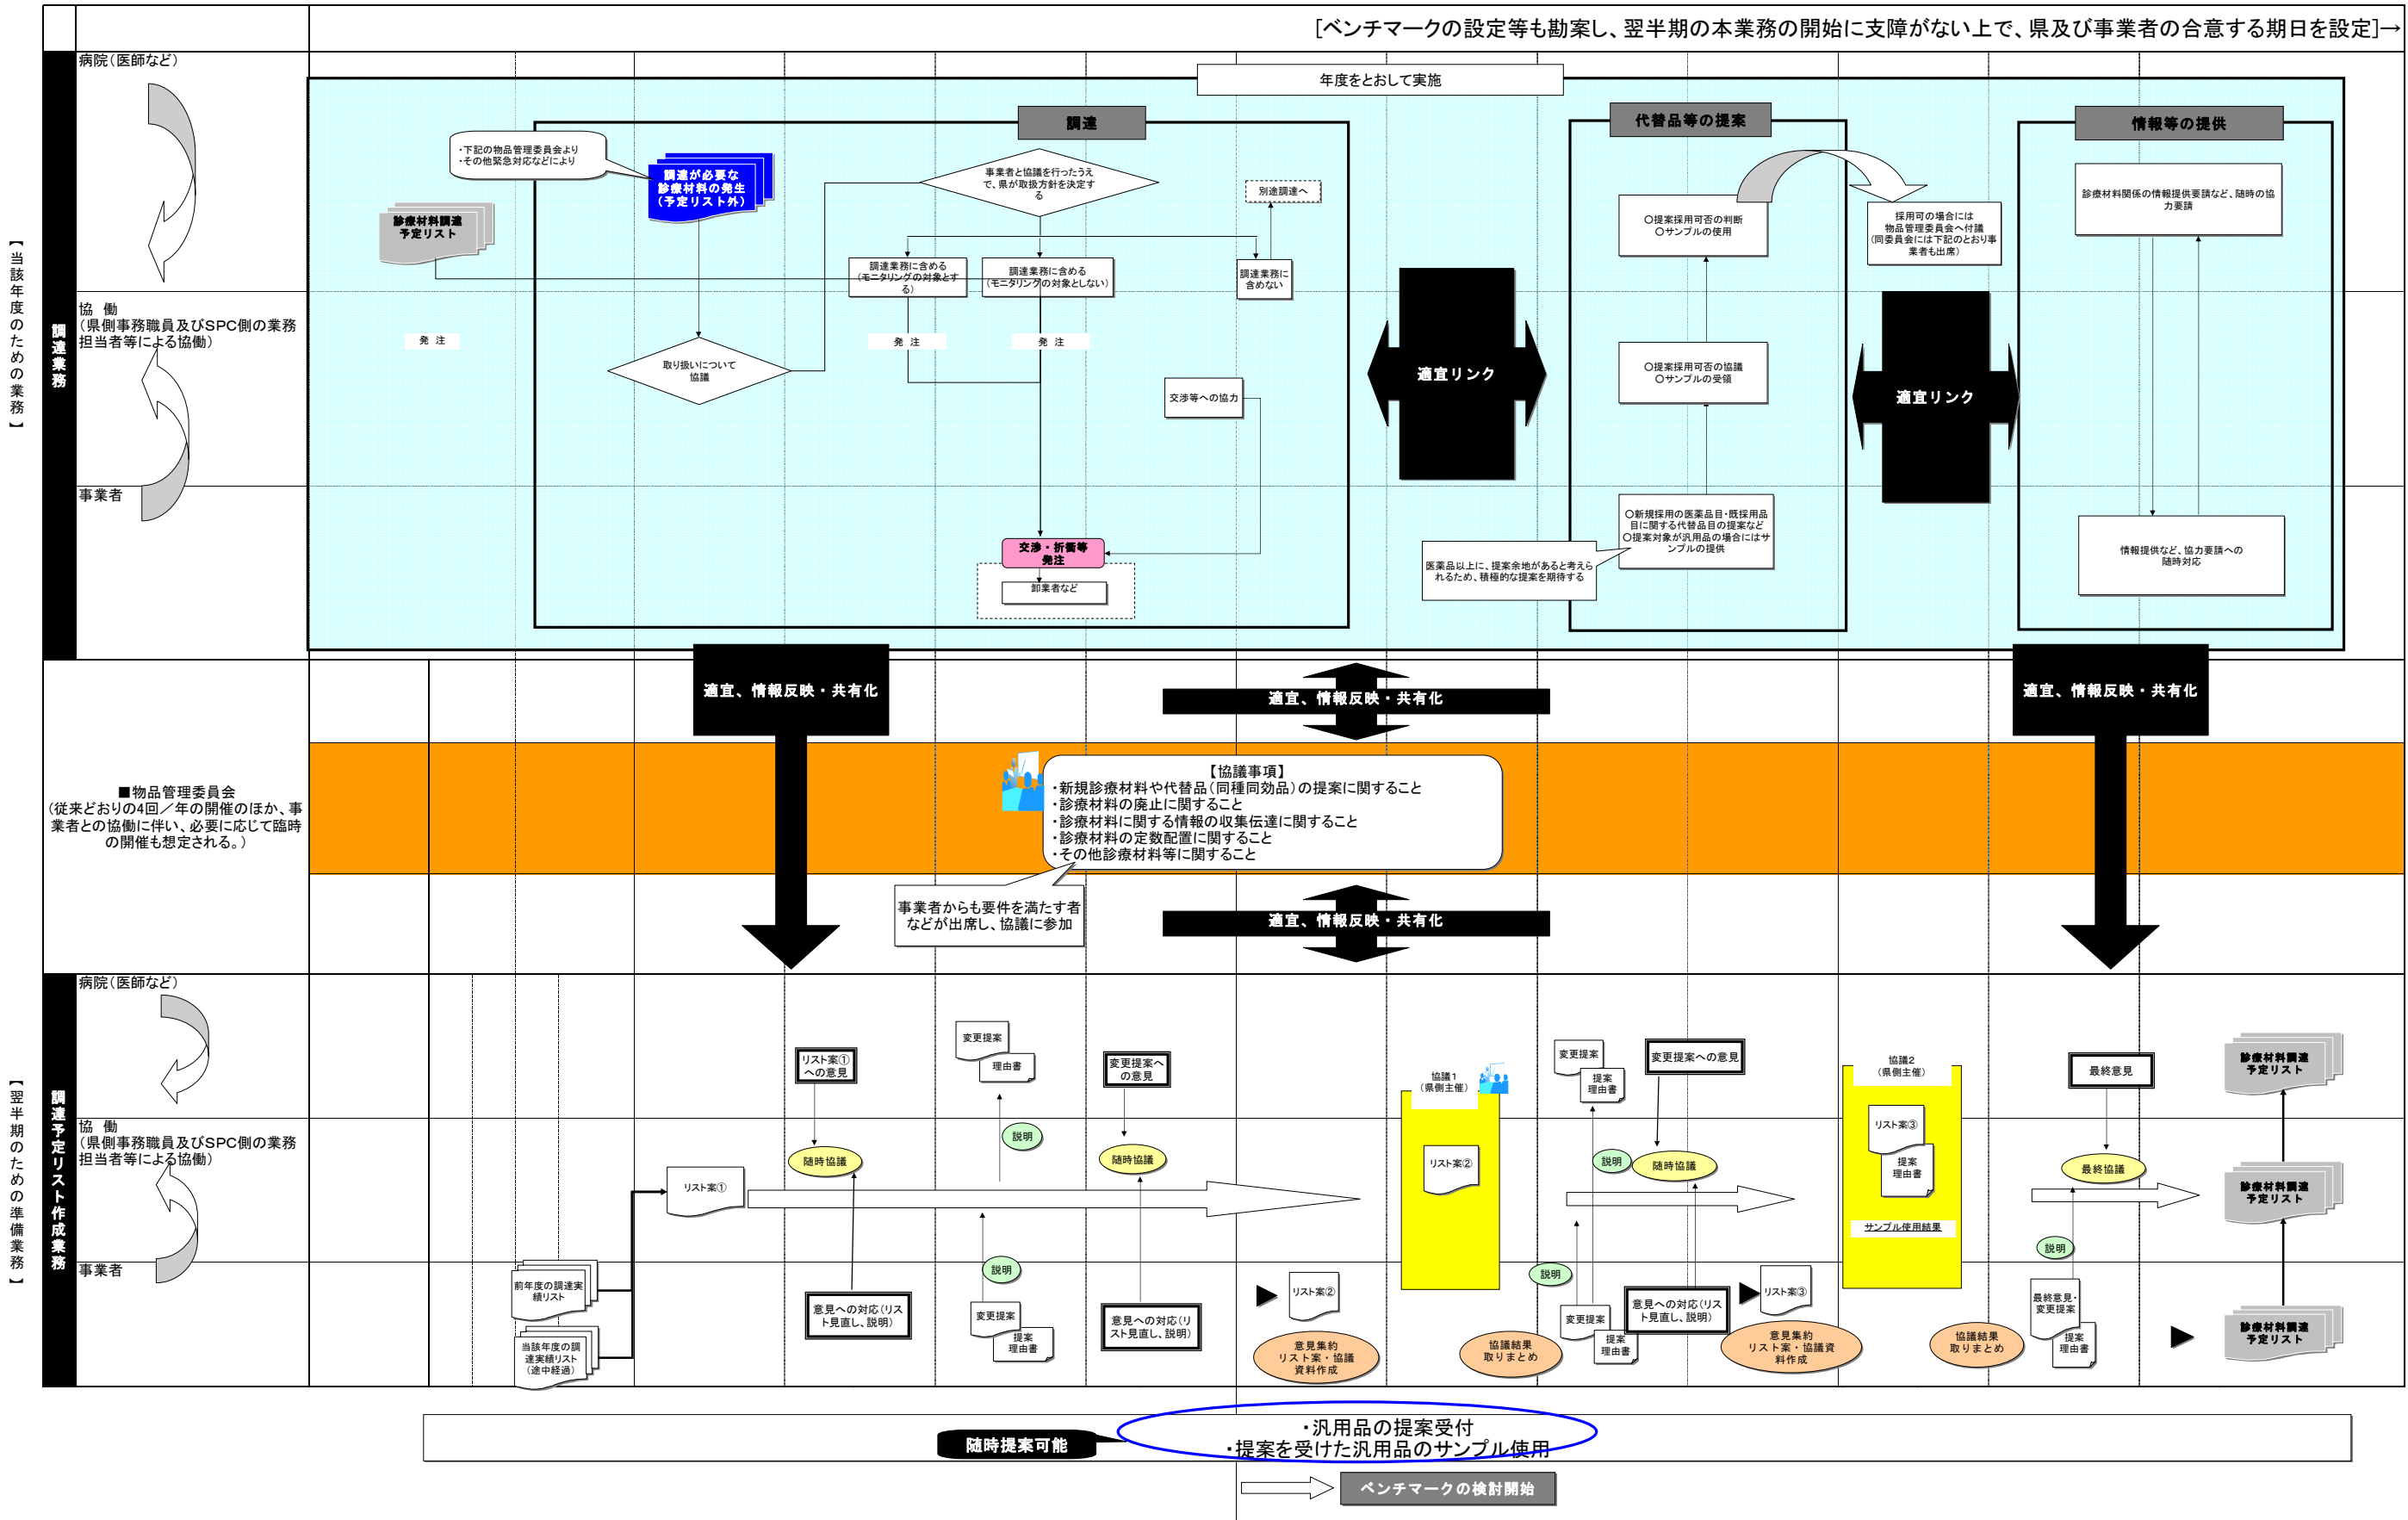 [ベンチマークの設定等も勘案し、翌半期の本業務の開始に支障がない上で、県及び事業者の合意する期日を設定]→
【当該年度のための業務】
調達業務
病院（医師など）
協 働
（県側事務職員及びSPC側の業務
担当者等による協働）
事業者
年度をとおして実施
調達
・下記の物品管理委員会より
・その他緊急対応などにより
調達が必要な
診療材料の発生
（予定リスト外）
診療材料調達
予定リスト
事業者と協議を行ったうえ
で、県が取扱方針を決定す
る
別途調達へ
調達業務に含める
（モニタリングの対象とす
る）
調達業務に含める
（モニタリングの対象としない）
調達業務に
含めない
発 注
発 注
発 注
取り扱いについて
協議
交渉等への協力
交渉・折衝等
発注
卸業者など
適宜リンク
代替品等の提案
○提案採用可否の判断
○サンプルの使用
採用可の場合には
物品管理委員会へ付議
（同委員会には下記のとおり事
業者も出席）
○提案採用可否の協議
○サンプルの受領
○新規採用の医薬品目・既採用品
目に関する代替品目の提案など
○提案対象が汎用品の場合にはサ
ンプルの提供
医薬品以上に、提案余地があると考えら
れるため、積極的な提案を期待する
適宜リンク
情報等の提供
診療材料関係の情報提供要請など、随時の協
力要請
情報提供など、協力要請への
随時対応
適宜、情報反映・共有化
適宜、情報反映・共有化
適宜、情報反映・共有化
■物品管理委員会
（従来どおりの4回／年の開催のほか、事
業者との協働に伴い、必要に応じて臨時
の開催も想定される。）
【協議事項】
・新規診療材料や代替品（同種同効品）の提案に関すること
・診療材料の廃止に関すること
・診療材料に関する情報の収集伝達に関すること
・診療材料の定数配置に関すること
・その他診療材料等に関すること
事業者からも要件を満たす者
などが出席し、協議に参加
適宜、情報反映・共有化
【翌半期のための準備業務】
調達予定リスト作成業務
病院（医師など）
協 働
（県側事務職員及びSPC側の業務
担当者等による協働）
事業者
前年度の調達実
績リスト
当該年度の調
達実績リスト
（途中経過）
リスト案①
リスト案①
への意見
随時協議
意見への対応（リス
ト見直し、説明）
変更提案
理由書
説明
説明
変更提案
提案
理由書
変更提案へ
の意見
随時協議
意見への対応（リ
スト見直し、説明）
リスト案②
意見集約
リスト案・協議
資料作成
協議1
（県側主催）
リスト案②
協議結果
取りまとめ
変更提案
提案
理由書
説明
説明
変更提案
提案
理由書
変更提案への意見
随時協議
意見への対応（リス
ト見直し、説明）
リスト案③
意見集約
リスト案・協議資
料作成
協議2
（県側主催）
リスト案③
提案
理由書
サンプル使用結果
協議結果
取りまとめ
最終意見
最終協議
説明
最終意見・
変更提案
提案
理由書
診療材料調達
予定リスト
診療材料調達
予定リスト
診療材料調達
予定リスト
随時提案可能
・汎用品の提案受付
・提案を受けた汎用品のサンプル使用
ベンチマークの検討開始